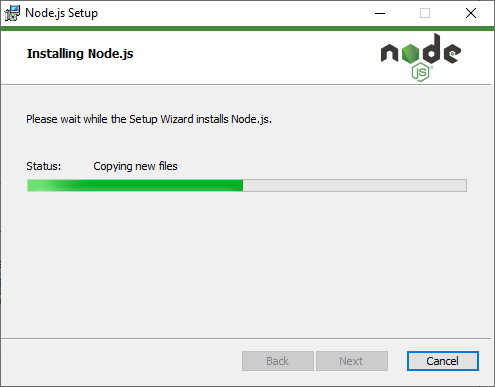 Node.js Setup
Installing Node.js
node
JS
Please wait while the Setup Wizard installs Node.js.
Status: Copying new files
Back Next Cancel